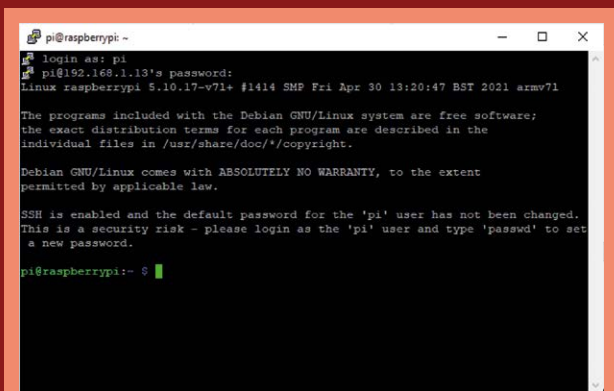 pi@raspberrypi: ~
login as: pi
pi@192.168.1.13's password:
Linux raspberrypi 5.10.17-v7l+ #1414 SMP Fri Apr 30 13:20:47 BST 2021 armv7l
The programs included with the Debian GNU/Linux system are free software;
the exact distribution terms for each program are described in the
individual files in /usr/share/doc/*/copyright.
Debian GNU/Linux comes with ABSOLUTELY NO WARRANTY, to the extent
permitted by applicable law.
SSH is enabled and the default password for the 'pi' user has not been changed.
This is a security risk - please login as the 'pi' user and type 'passwd' to set
a new password.
pi@raspberrypi:~ $